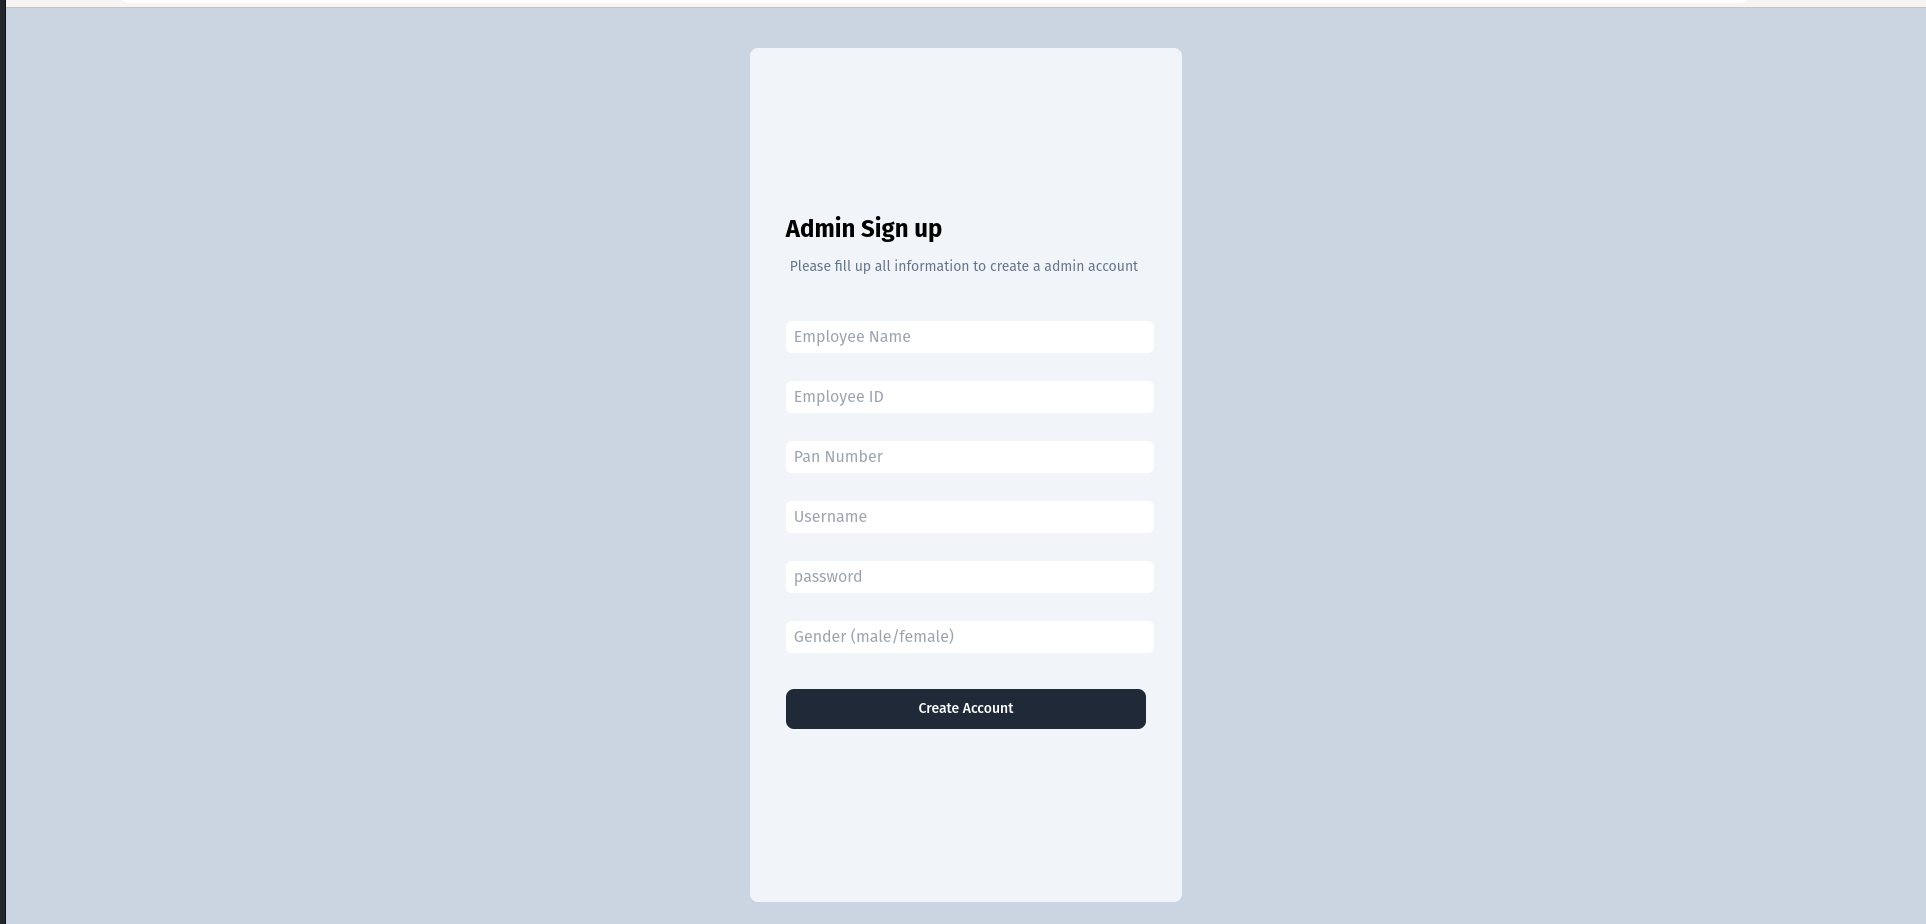 Admin Sign up
Please fill up all information to create a admin account
Employee Name
Employee ID
Pan Number
Username
password
Gender (male/female)
Create Account